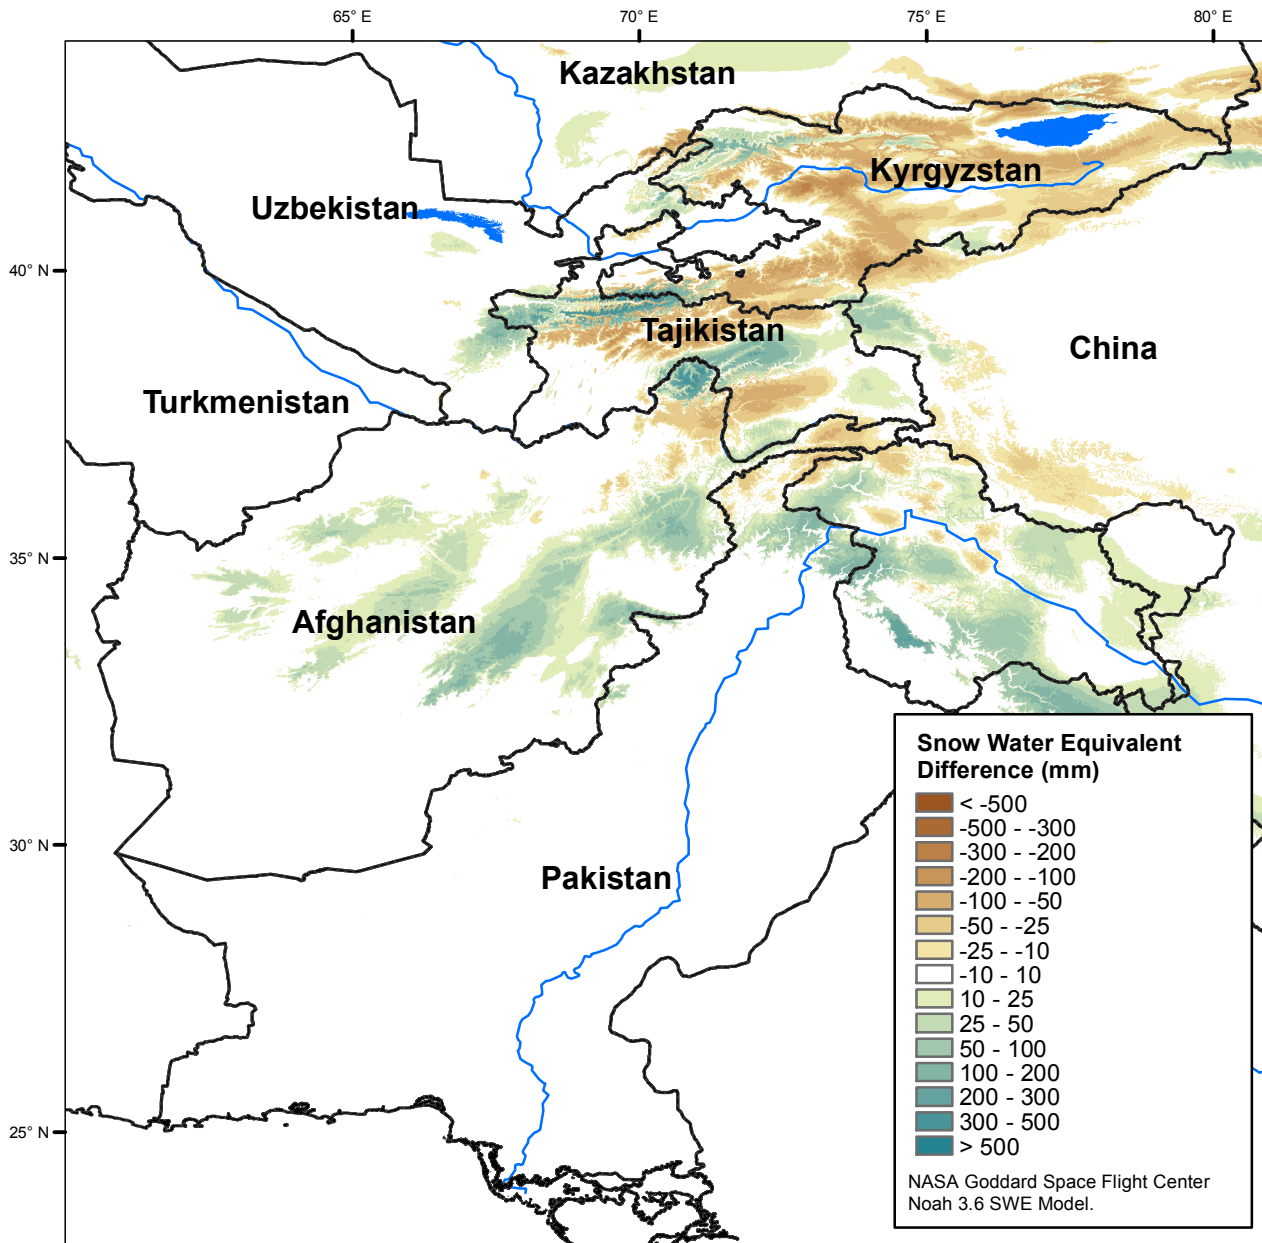 65° E
70° E
75° E
80° E
Kazakhstan
Kyrgyzstan
Uzbekistan
40° N
Tajikistan
China
Turkmenistan
35° N
Afghanistan
Snow Water Equivalent
Difference (mm)
< -500
-500 - -300
-300 - -200
-200 - -100
-100 - -50
-50 - -25
-25 - -10
-10 - 10
10 - 25
25 - 50
50 - 100
100 - 200
200 - 300
300 - 500
> 500
30° N
Pakistan
25° N
NASA Goddard Space Flight Center
Noah 3.6 SWE Model.